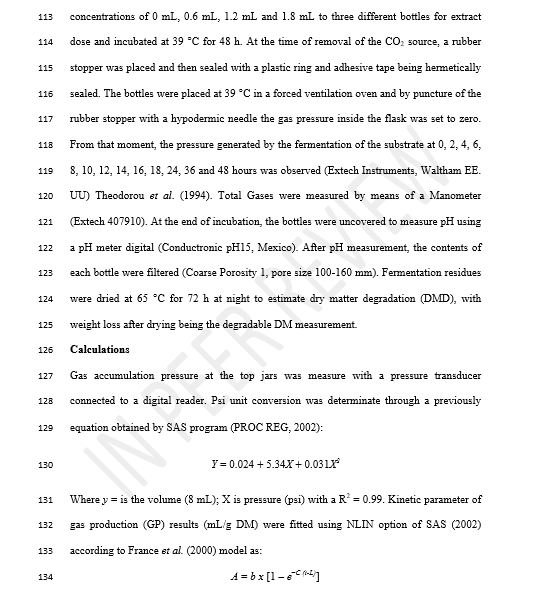 113 concentrations of 0 mL, 0.6 mL, 1.2 mL and 1.8 mL to three different bottles for extract
114 dose and incubated at 39 °C for 48 h. At the time of removal of the CO₂ source, a rubber
115 stopper was placed and then sealed with a plastic ring and adhesive tape being hermetically
116 sealed. The bottles were placed at 39 °C in a forced ventilation oven and by puncture of the
117 rubber stopper with a hypodermic needle the gas pressure inside the flask was set to zero.
118 From that moment, the pressure generated by the fermentation of the substrate at 0, 2, 4, 6,
119 8, 10, 12, 14, 16, 18, 24, 36 and 48 hours was observed (Extech Instruments, Waltham EE.
120 UU) Theodorou et al. (1994). Total Gases were measured by means of a Manometer
121 (Extech 407910). At the end of incubation, the bottles were uncovered to measure pH using
122 a pH meter digital (Conductronic pH15, Mexico). After pH measurement, the contents of
123 each bottle were filtered (Coarse Porosity 1, pore size 100-160 mm). Fermentation residues
124 were dried at 65 °C for 72 h at night to estimate dry matter degradation (DMD), with
125 weight loss after drying being the degradable DM measurement.
126 Calculations
127 Gas accumulation pressure at the top jars was measure with a pressure transducer
128 connected to a digital reader. Psi unit conversion was determinate through a previously
129 equation obtained by SAS program (PROC REG, 2002):
130 Y = 0.024 + 5.34X + 0.031X²
131 Where y = is the volume (8 mL); X is pressure (psi) with a R² = 0.99. Kinetic parameter of
132 gas production (GP) results (mL/g DM) were fitted using NLIN option of SAS (2002)
133 according to France et al. (2000) model as:
134 A = b x [1 – e⁻ᶜ ⁽ᵗ⁻ᴸ⁾]
IN PEER REVIEW